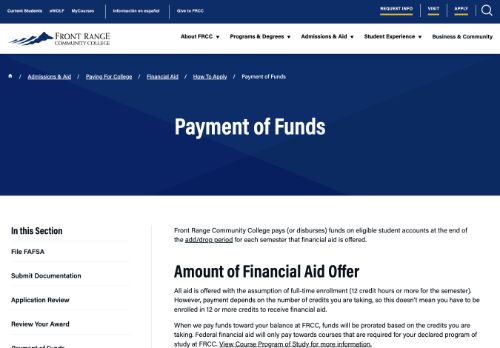 Current Students eWOLF MyCourses Información en español Give to FRCC REQUEST INFO VISIT APPLY
FRONT RANGE
COMMUNITY COLLEGE
About FRCC Programs & Degrees Admissions & Aid Student Experience Business & Community
/ Admissions & Aid / Paying For College / Financial Aid / How To Apply / Payment of Funds
Payment of Funds
In this Section
File FAFSA
Submit Documentation
Application Review
Review Your Award
Payment of Funds
Front Range Community College pays (or disburses) funds on eligible student accounts at the end of
the add/drop period for each semester that financial aid is offered.
Amount of Financial Aid Offer
All aid is offered with the assumption of full-time enrollment (12 credit hours or more for the semester).
However, payment depends on the number of credits you are taking, so this doesn't mean you have to be
enrolled in 12 or more credits to receive financial aid.
When we pay funds toward your balance at FRCC, funds will be prorated based on the credits you are
taking. Federal financial aid will only pay towards courses that are required for your declared program of
study at FRCC. View Course Program of Study for more information.